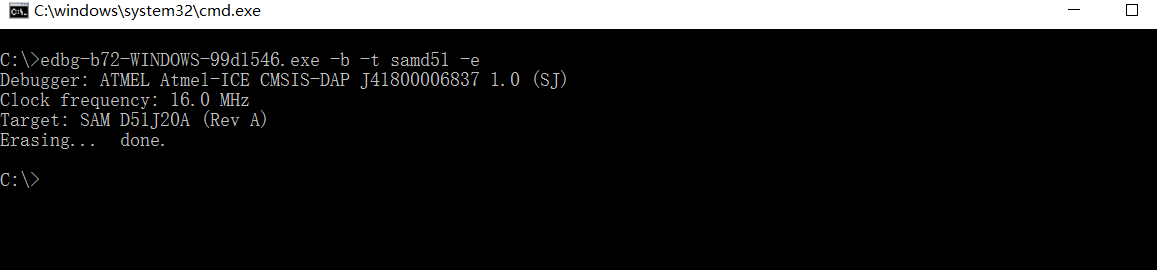 C:\windows\system32\cmd.exe
C:\>edbg-b72-WINDOWS-99d1546.exe -b -t samd51 -e
Debugger: ATMEL Atmel-ICE CMSIS-DAP J41800006837 1.0 (SJ)
Clock frequency: 16.0 MHz
Target: SAM D51J20A (Rev A)
Erasing... done.
C:\>